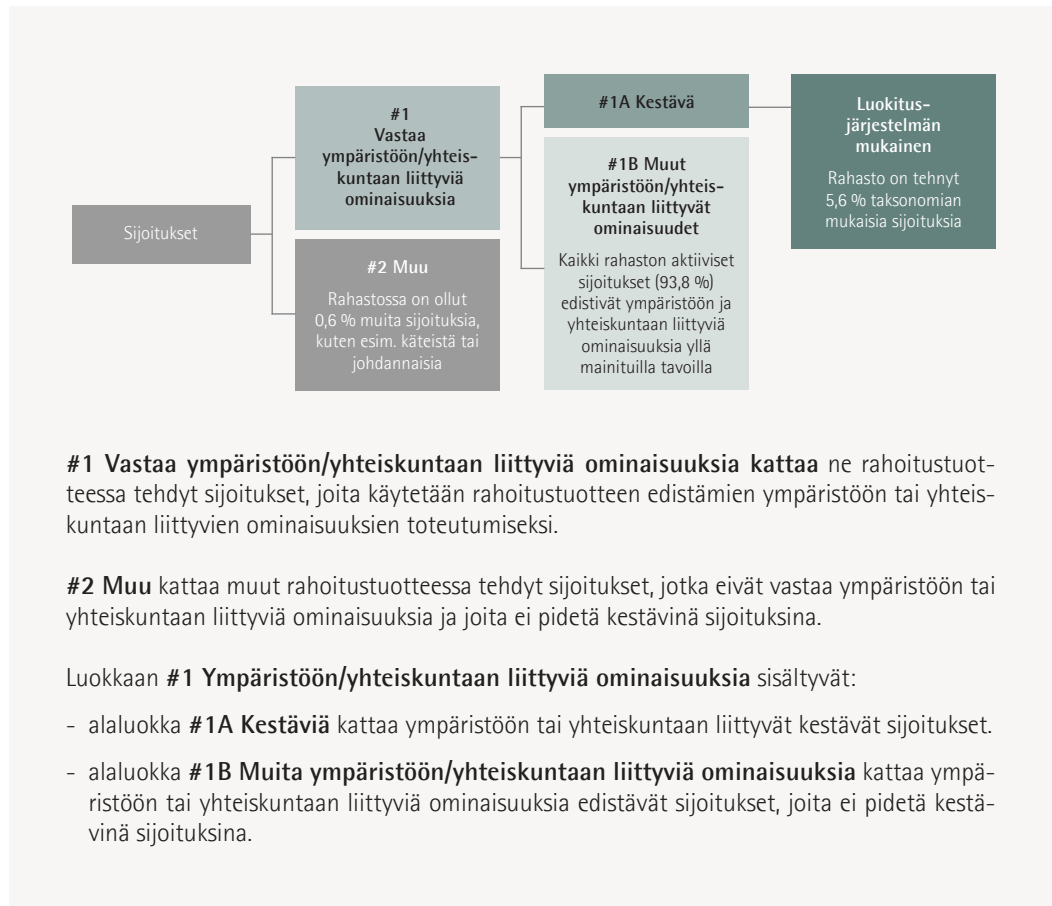 Sijoitukset
#1
Vastaa
ympäristöön/yhteis-
kuntaan liittyviä
ominaisuuksia
#2 Muu
Rahastossa on ollut
0,6 % muita sijoituksia,
kuten esim. käteistä tai
johdannaisia
#1A Kestävä
#1B Muut
ympäristöön/yhteis-
kuntaan liittyvät
ominaisuudet
Kaikki rahaston aktiiviset
sijoitukset (93,8 %)
edistivät ympäristöön ja
yhteiskuntaan liittyviä
ominaisuuksia yllä
mainituilla tavoilla
Luokitus-
järjestelmän
mukainen
Rahasto on tehnyt
5,6 % taksonomian
mukaisia sijoituksia
#1 Vastaa ympäristöön/yhteiskuntaan liittyviä ominaisuuksia kattaa ne rahoitustuot-
teessa tehdyt sijoitukset, joita käytetään rahoitustuotteen edistämien ympäristöön tai yhteis-
kuntaan liittyvien ominaisuuksien toteutumiseksi.
#2 Muu kattaa muut rahoitustuotteessa tehdyt sijoitukset, jotka eivät vastaa ympäristöön tai
yhteiskuntaan liittyviä ominaisuuksia ja joita ei pidetä kestävinä sijoituksina.
Luokkaan #1 Ympäristöön/yhteiskuntaan liittyviä ominaisuuksia sisältyvät:
- alaluokka #1A Kestäviä kattaa ympäristöön tai yhteiskuntaan liittyvät kestävät sijoitukset.
- alaluokka #1B Muita ympäristöön/yhteiskuntaan liittyviä ominaisuuksia kattaa ympä-
ristöön tai yhteiskuntaan liittyviä ominaisuuksia edistävät sijoitukset, joita ei pidetä kestä-
vinä sijoituksina.